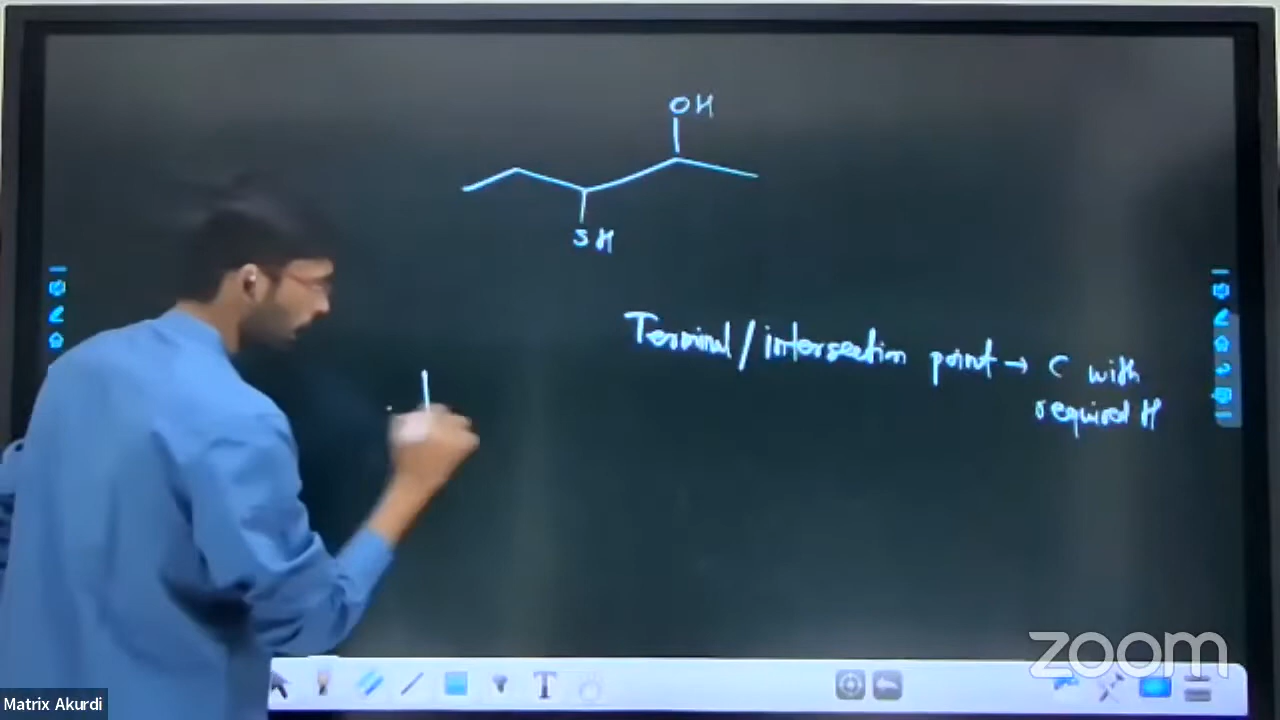 OH
SH
Terminal/intersection point → C with
required H
T
zoom
Matrix Akurdi